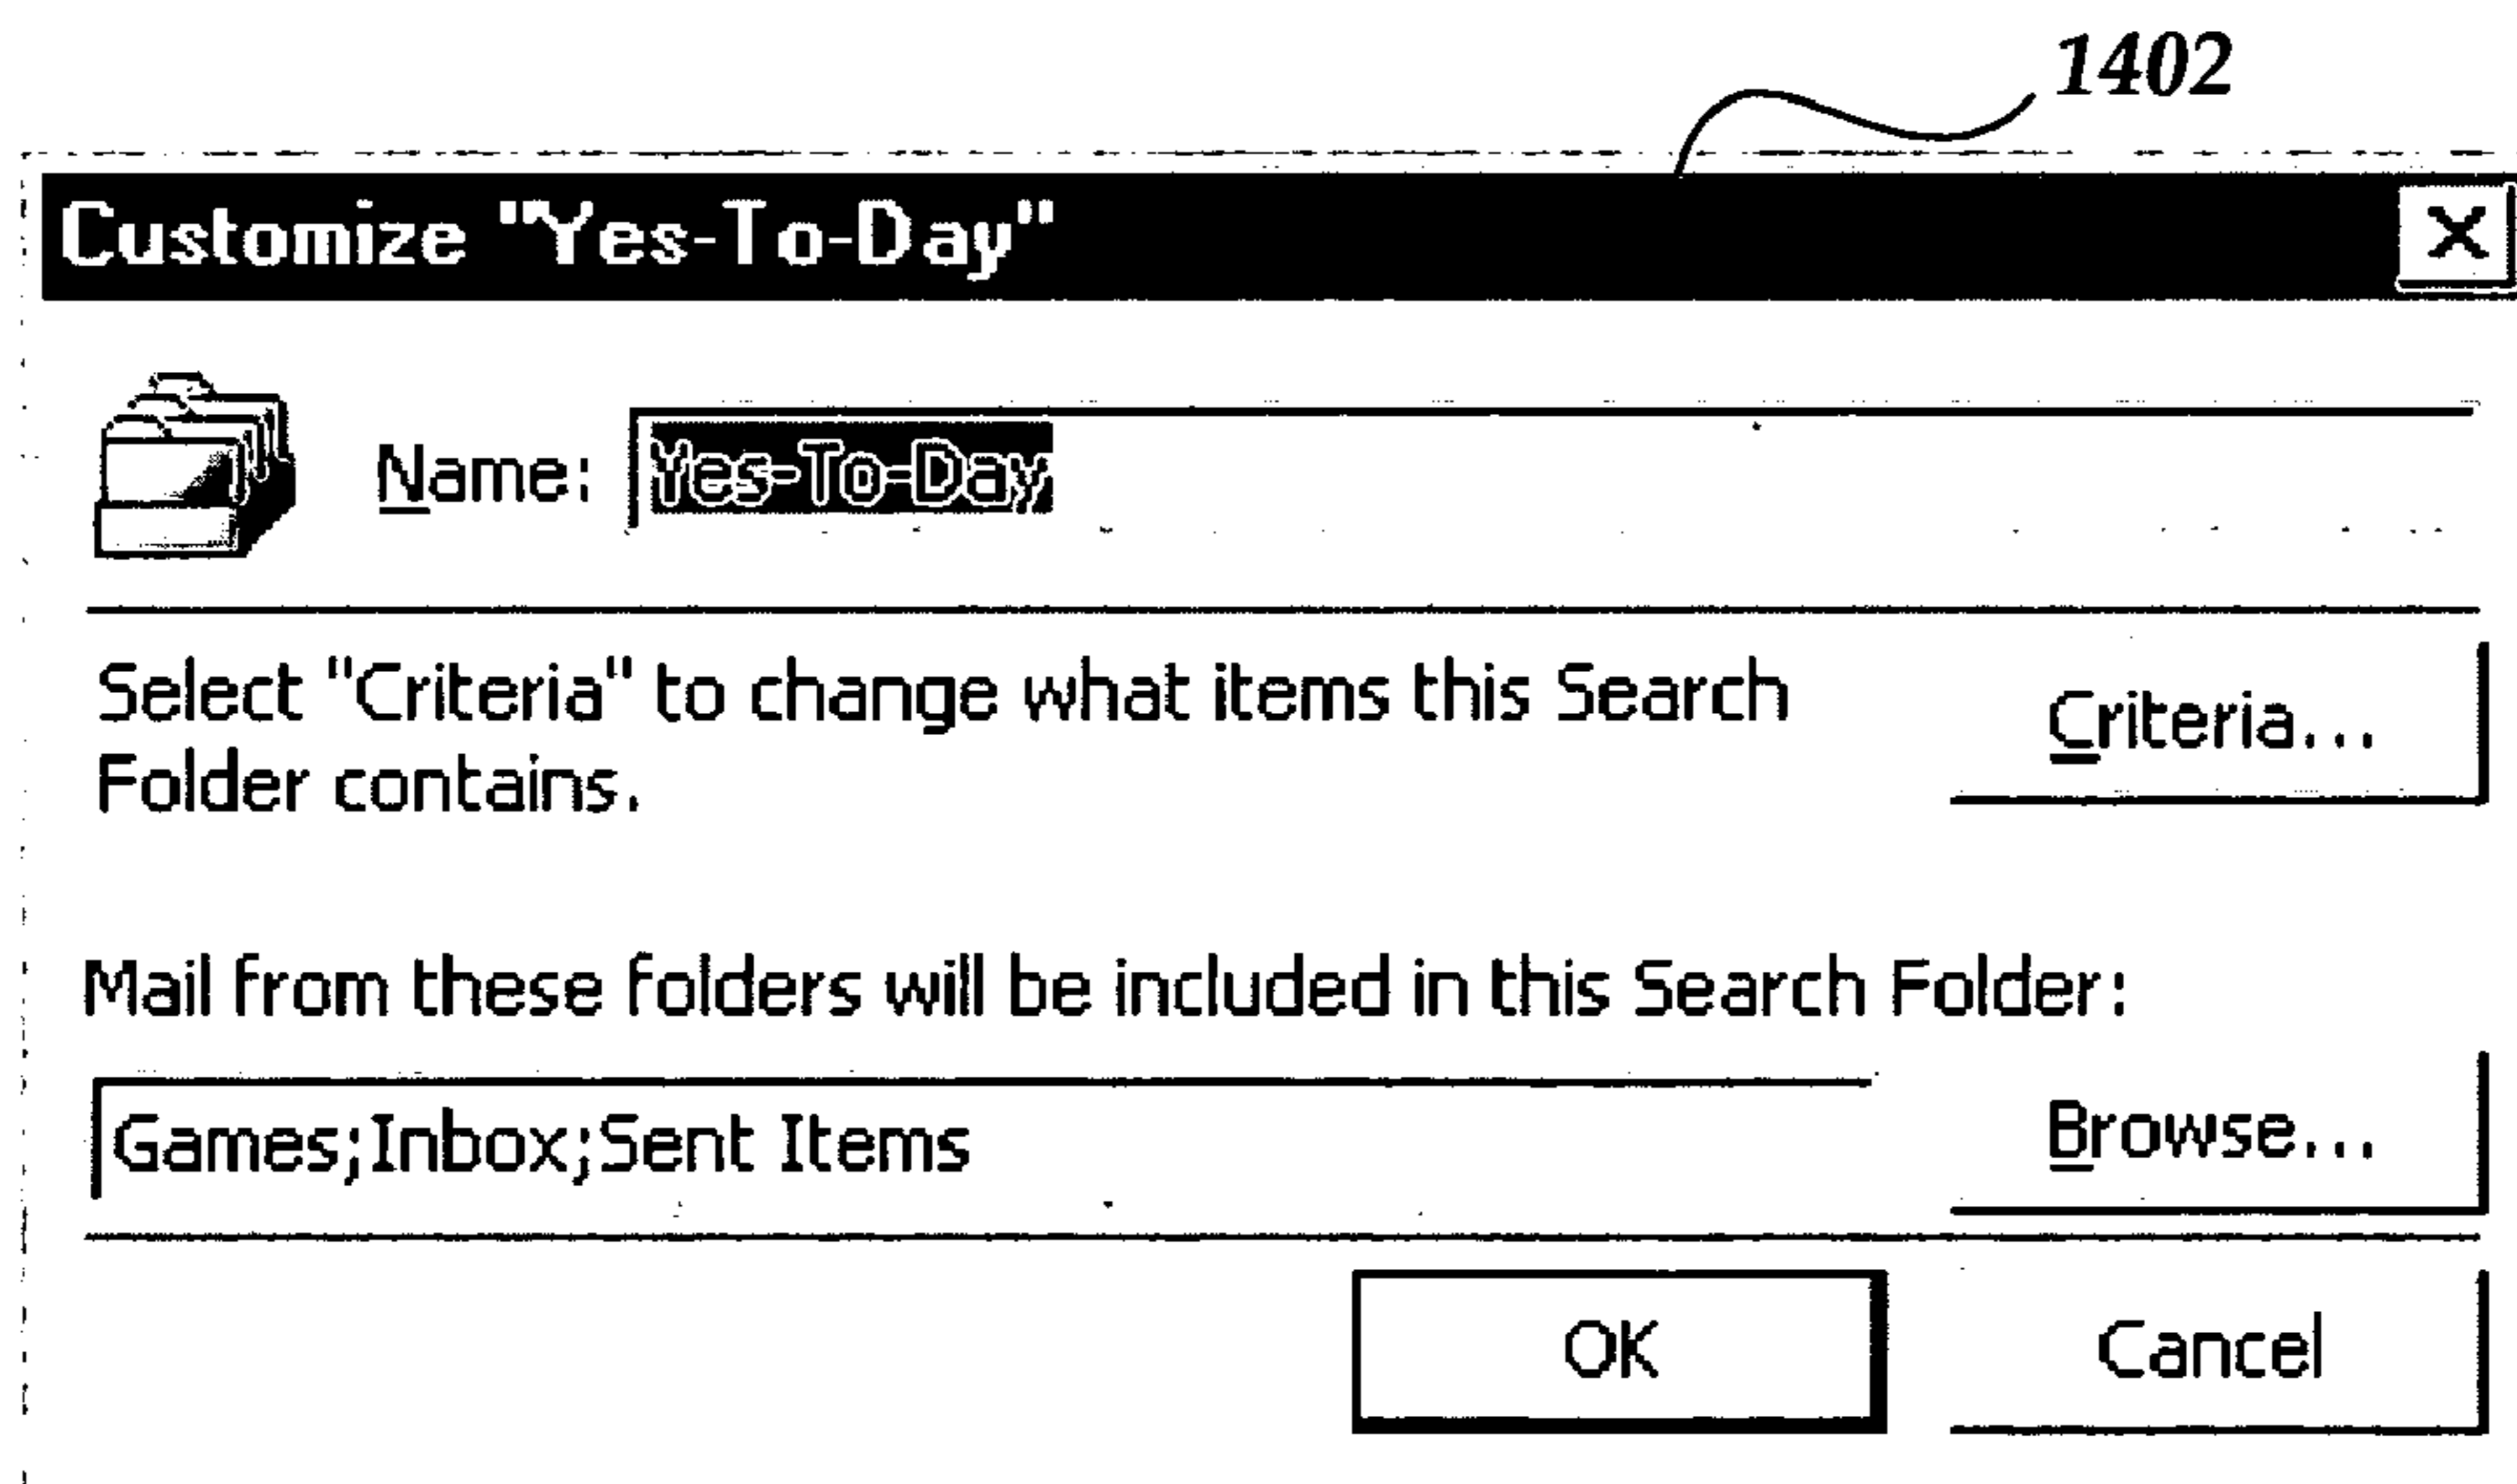 1402
Customize "Yes-To-Day"
X
Name: Yes-To-Day
Select "Criteria" to change what items this Search
Folder contains.
Criteria...
Mail from these folders will be included in this Search Folder:
Games;Inbox;Sent Items
Browse...
OK
Cancel